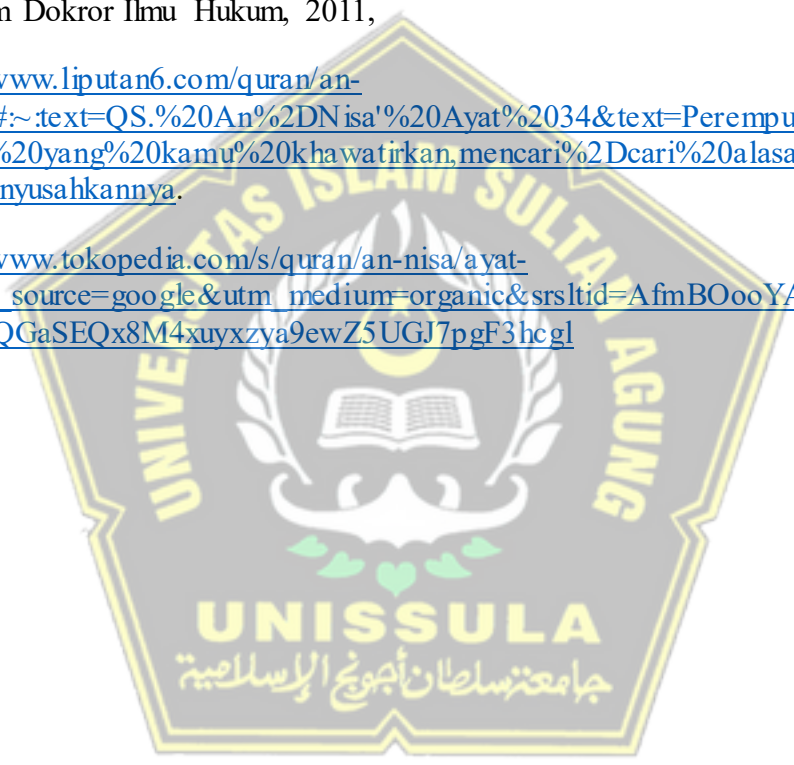 m Dokror Ilmu Hukum, 2011,
www.liputan6.com/quran/an-
#:~:text=QS.%20An%2DNisa'%20Ayat%2034&text=Perempu
%20yang%20kamu%20khawatirkan,mencari%2Dcari%20alasa
nyusahkannya.
www.tokopedia.com/s/quran/an-nisa/ayat-
_source=google&utm_medium=organic&srsltid=AfmBOooYA
QGaSEQx8M4xuyxzya9ewZ5UGJ7pgF3hcgl
UNIVERSITAS ISLAM SULTAN AGUNG
UNISSULA
جامعة سلطان أجونج الإسلامية